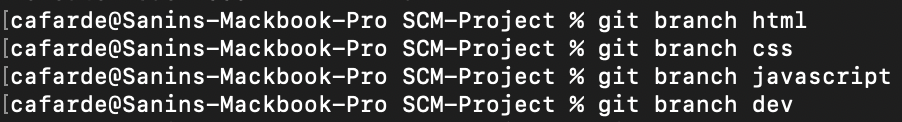 [cafarde@Sanins-Mackbook-Pro SCM-Project % git branch html
[cafarde@Sanins-Mackbook-Pro SCM-Project % git branch css
[cafarde@Sanins-Mackbook-Pro SCM-Project % git branch javascript
[cafarde@Sanins-Mackbook-Pro SCM-Project % git branch dev